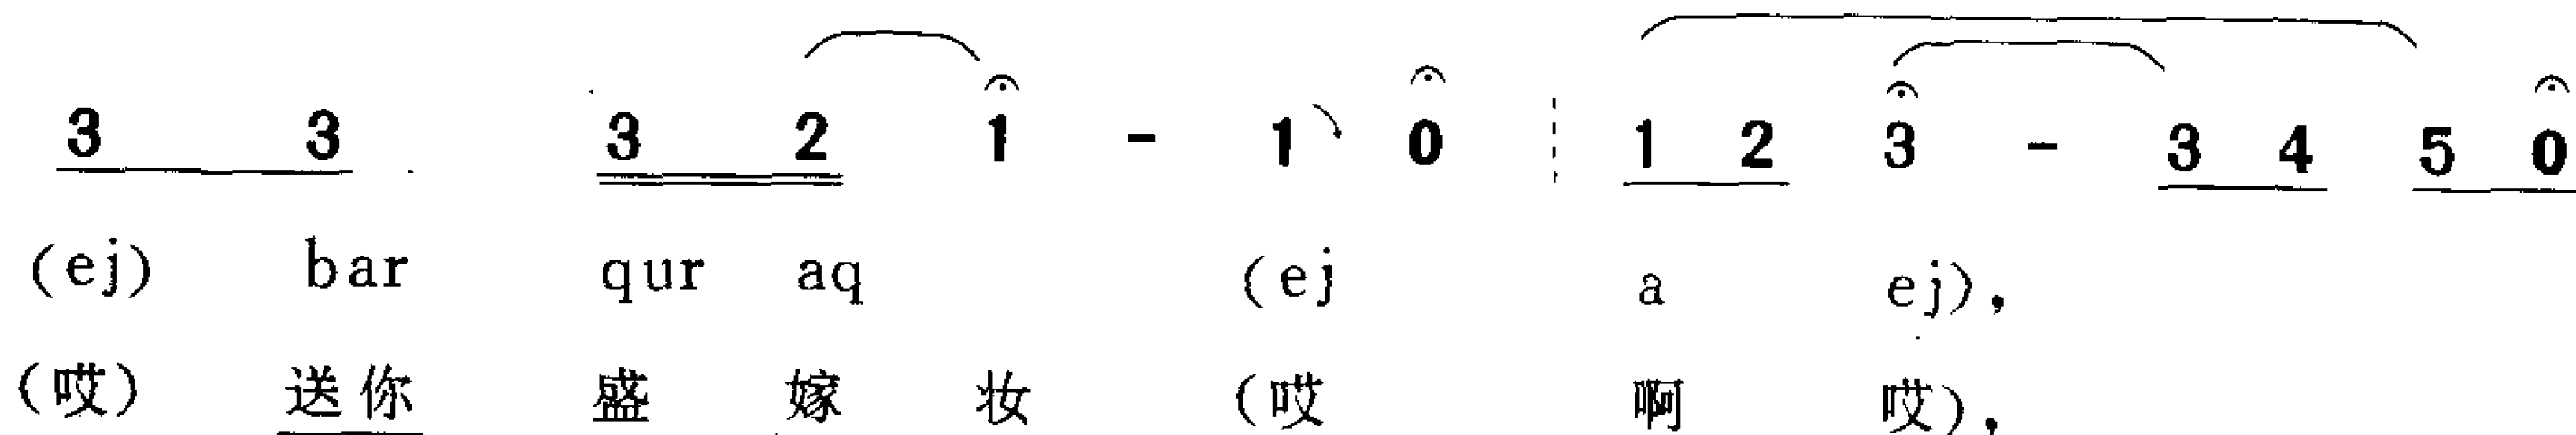 3 3 3 2 1 - 1 0 1 2 3 - 3 4 5 0
(ej) bar qur aq (ej a ej),
(哎) 送你 盛 嫁 妆 (哎 啊 哎),